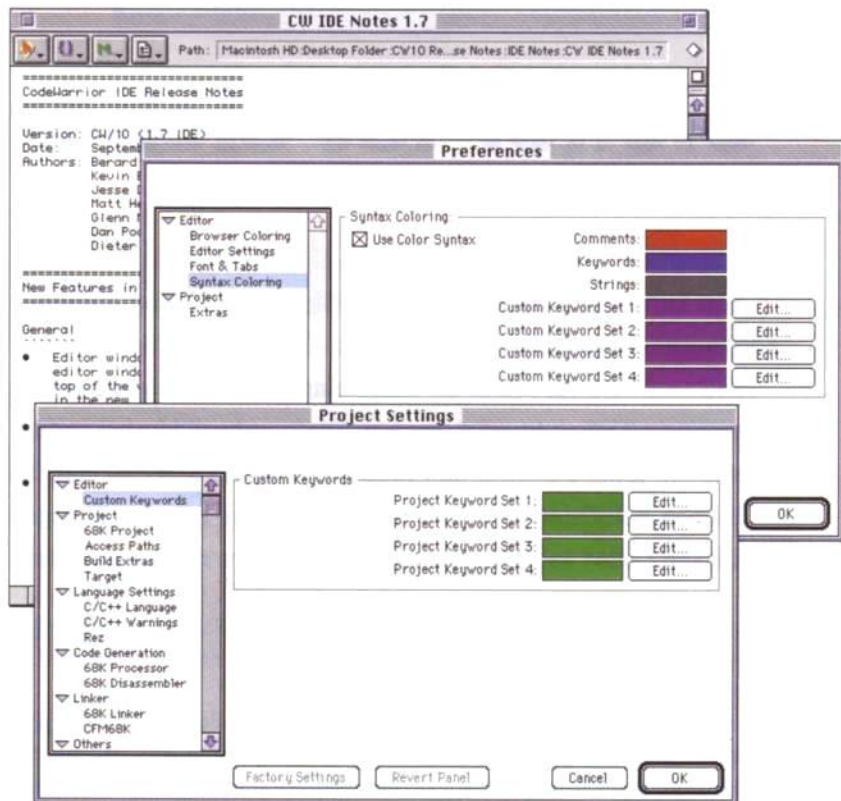 CW IDE Notes 1.7
Path: Macintosh HD:Desktop Folder:CW10 Re...se Notes:IDE Notes:CW IDE Notes 1.7
============================
CodeWarrior IDE Release Notes
============================
Version: CW/10 (1.7 IDE)
Date: Septemb
Authors: Berard
Kevin
Jesse
Matt He
Glenn
Dan Poo
Dieter
New Features in
General
-------
• Editor windo
editor windo
top of the
in the new
•
•
Preferences
Editor
Browser Coloring
Editor Settings
Font & Tabs
Syntax Coloring
Project
Extras
Syntax Coloring
Use Color Syntax
Comments:
Keywords:
Strings:
Custom Keyword Set 1: Edit...
Custom Keyword Set 2: Edit...
Custom Keyword Set 3: Edit...
Custom Keyword Set 4: Edit...
OK
Project Settings
Editor
Custom Keywords
Project
68K Project
Access Paths
Build Extras
Target
Language Settings
C/C++ Language
C/C++ Warnings
Rez
Code Generation
68K Processor
68K Disassembler
Linker
68K Linker
CFM68K
Others
Custom Keywords
Project Keyword Set 1: Edit...
Project Keyword Set 2: Edit...
Project Keyword Set 3: Edit...
Project Keyword Set 4: Edit...
Factory Settings Revert Panel Cancel OK